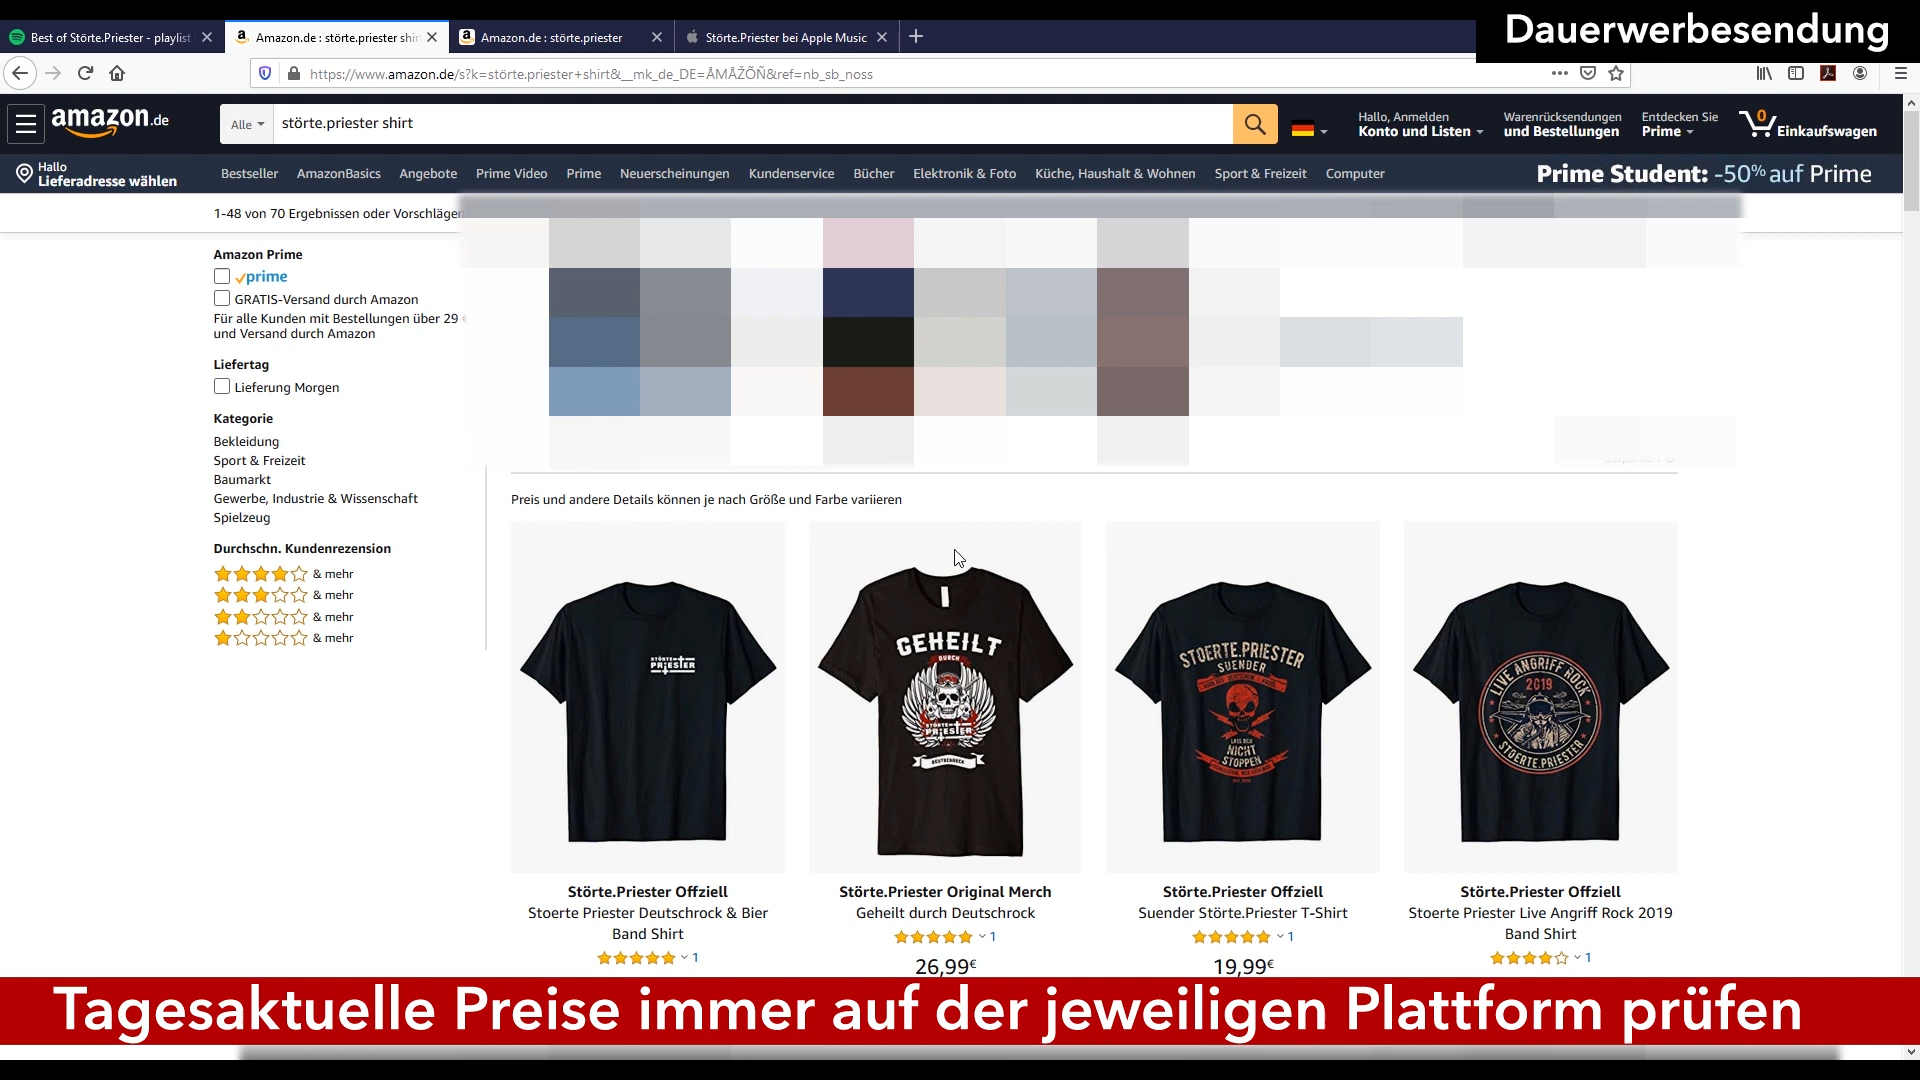 Dauerwerbesendung
Best of Störte.Priester - playlist
Amazon.de : störte.priester shir
Amazon.de : störte.priester
Störte.Priester bei Apple Music
https://www.amazon.de/s?k=störte.priester+shirt&__mk_de_DE=ÅMÅŽÕÑ&ref=nb_sb_noss
amazon.de
Alle
störte.priester shirt
Hallo, Anmelden
Konto und Listen
Warenrücksendungen
und Bestellungen
Entdecken Sie
Prime
0
Einkaufswagen
Hallo
Lieferadresse wählen
Bestseller AmazonBasics Angebote Prime Video Prime Neuerscheinungen Kundenservice Bücher Elektronik & Foto Küche, Haushalt & Wohnen Sport & Freizeit Computer
Prime Student: -50% auf Prime
1-48 von 70 Ergebnissen oder Vorschlägen
Amazon Prime
prime
GRATIS-Versand durch Amazon
Für alle Kunden mit Bestellungen über 29 €
und Versand durch Amazon
Liefertag
Lieferung Morgen
Kategorie
Bekleidung
Sport & Freizeit
Baumarkt
Gewerbe, Industrie & Wissenschaft
Spielzeug
Durchschn. Kundenrezension
& mehr
& mehr
& mehr
& mehr
Preis und andere Details können je nach Größe und Farbe variieren
STÖRTE
PRIESTER
GEHEILT
DURCH
STÖRTE
PRIESTER
DEUTSCHROCK
STOERTE.PRIESTER
SUENDER
LASS DICH
NICHT
STOPPEN
LIVE ANGRIFF ROCK
2019
STOERTE.PRIESTER
Störte.Priester Offziell
Stoerte Priester Deutschrock & Bier
Band Shirt
1
Störte.Priester Original Merch
Geheilt durch Deutschrock
1
26,99€
Störte.Priester Offziell
Suender Störte.Priester T-Shirt
1
19,99€
Störte.Priester Offziell
Stoerte Priester Live Angriff Rock 2019
Band Shirt
1
Tagesaktuelle Preise immer auf der jeweiligen Plattform prüfen